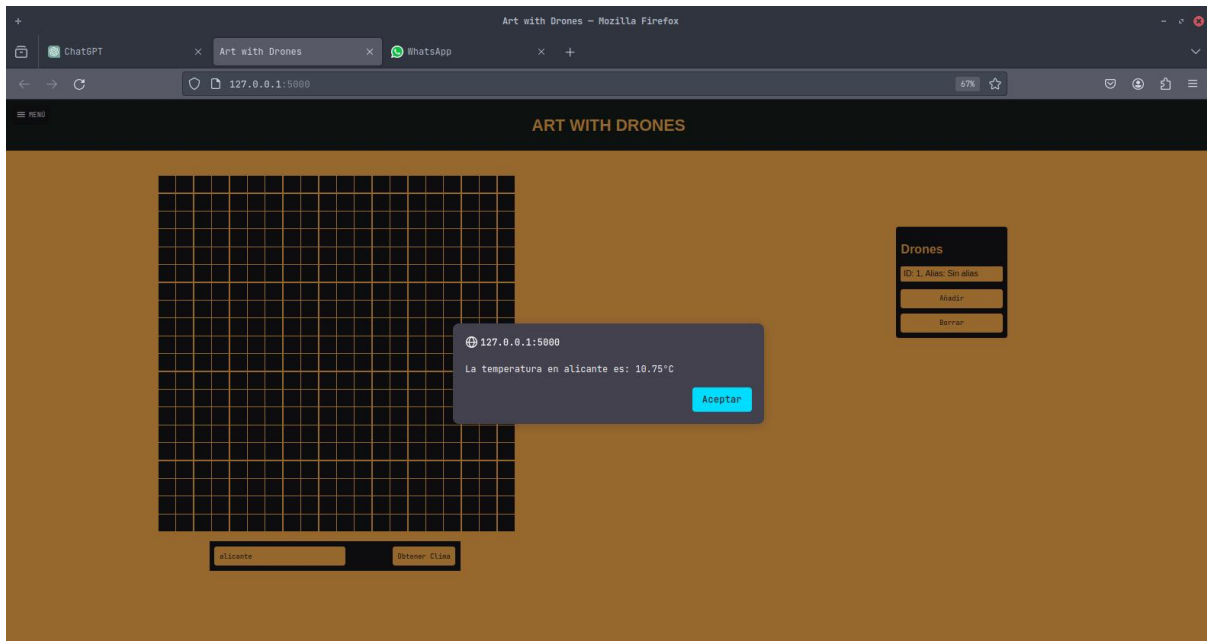 Art with Drones — Mozilla Firefox
ChatGPT
Art with Drones
WhatsApp
127.0.0.1:5000
67%
MENÚ
ART WITH DRONES
Drones
ID: 1, Alias: Sin alias
Añadir
Borrar
127.0.0.1:5000
La temperatura en alicante es: 10.75°C
Aceptar
alicante
Obtener Clima